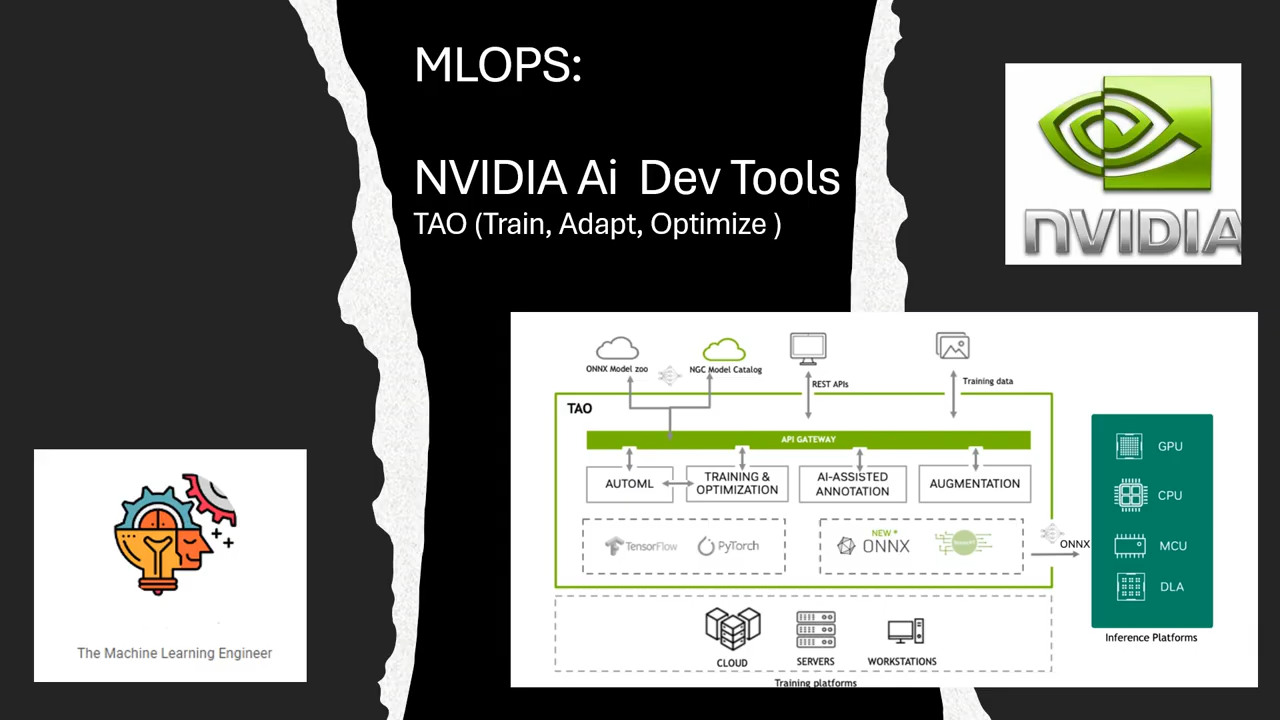 MLOPS:
NVIDIA Ai Dev Tools
TAO (Train, Adapt, Optimize )
nVIDIA
ONNX Model zoo
NGC Model Catalog
REST APIs
Training data
TAO
API GATEWAY
AUTOML
TRAINING &
OPTIMIZATION
AI-ASSISTED
ANNOTATION
AUGMENTATION
TensorFlow
PyTorch
NEW *
ONNX
ONNX
GPU
CPU
MCU
DLA
Inference Platforms
CLOUD
SERVERS
WORKSTATIONS
Training platforms
The Machine Learning Engineer